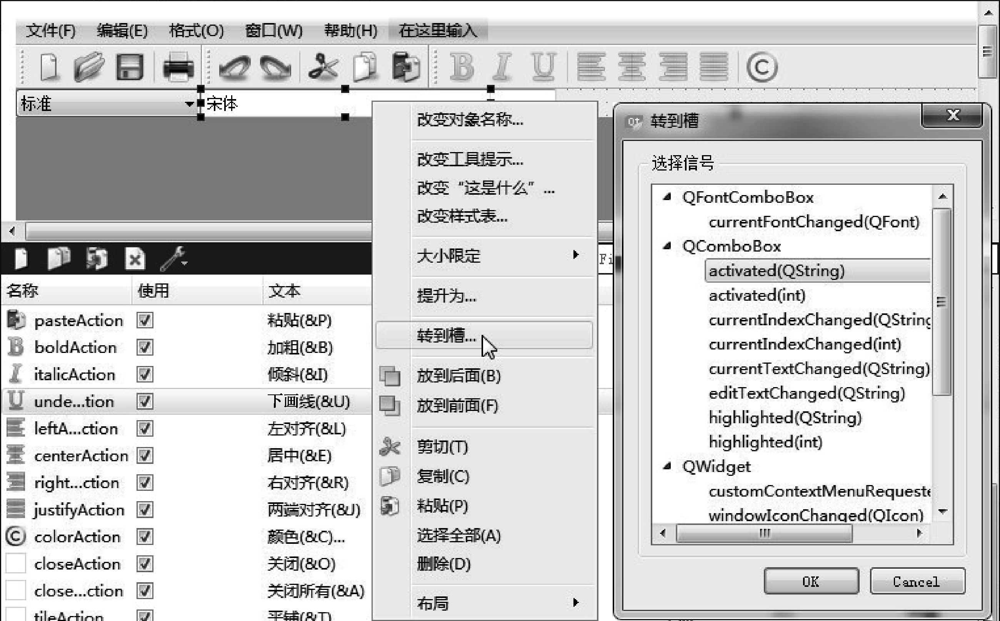 文件(F) 编辑(E) 格式(O) 窗口(W) 帮助(H) 在这里输入
B I U ©
标准 宋体
名称 使用 文本
pasteAction 粘贴(&P)
B boldAction 加粗(&B)
I italicAction 倾斜(&I)
U unde...tion 下画线(&U)
leftA...ction 左对齐(&L)
centerAction 居中(&E)
right...ction 右对齐(&R)
justifyAction 两端对齐(&J)
© colorAction 颜色(&C)...
closeAction 关闭(&O)
close...ction 关闭所有(&A)
tileAction 平铺(&T)
改变对象名称...
改变工具提示...
改变“这是什么”...
改变样式表...
大小限定
提升为...
转到槽...
放到后面(B)
放到前面(F)
剪切(T)
复制(C)
粘贴(P)
选择全部(A)
删除(D)
布局
Fi
Qt 转到槽
选择信号
QFontComboBox
currentFontChanged(QFont)
QComboBox
activated(QString)
activated(int)
currentIndexChanged(QString
currentIndexChanged(int)
currentTextChanged(QString)
editTextChanged(QString)
highlighted(QString)
highlighted(int)
QWidget
customContextMenuRequeste
windowIconChanged(QIcon)
OK Cancel